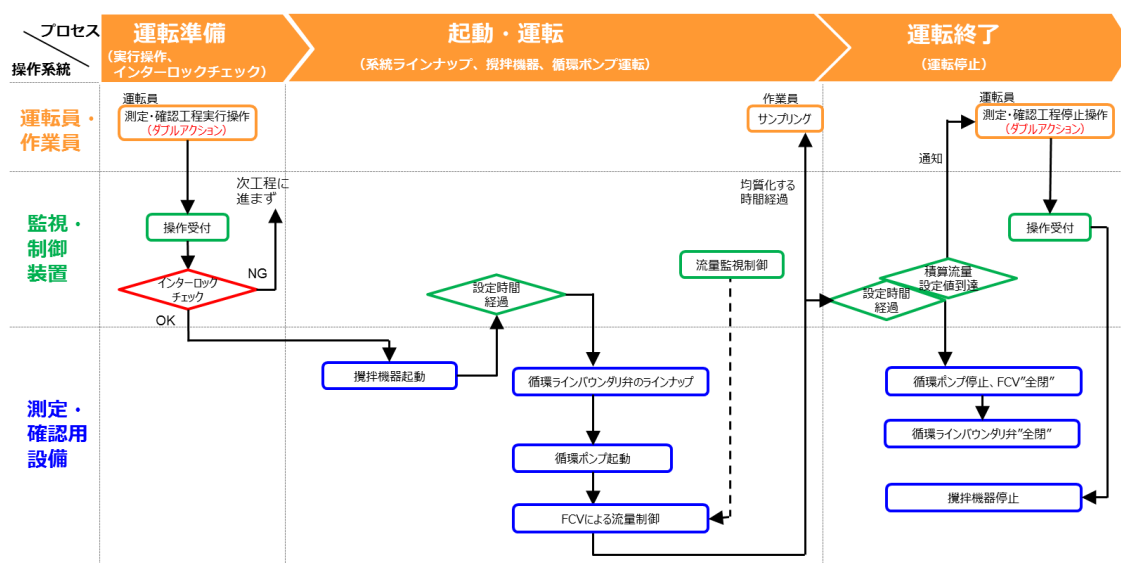 プロセス
操作系統
運転準備
(実行操作、
インターロックチェック)
起動・運転
(系統ラインナップ、攪拌機器、循環ポンプ運転)
運転終了
(運転停止)
運転員・
作業員
運転員
測定・確認工程実行操作
(ダブルアクション)
作業員
サンプリング
運転員
測定・確認工程停止操作
(ダブルアクション)
通知
次工程に
進まず
均質化する
時間経過
監視・
制御
装置
操作受付
インターロック
チェック
NG
OK
設定時間
経過
流量監視制御
積算流量
設定値到達
設定時間
経過
操作受付
測定・
確認用
設備
攪拌機器起動
循環ラインバウンダリ弁のラインナップ
循環ポンプ起動
FCVによる流量制御
循環ポンプ停止、FCV”全閉”
循環ラインバウンダリ弁”全閉”
攪拌機器停止